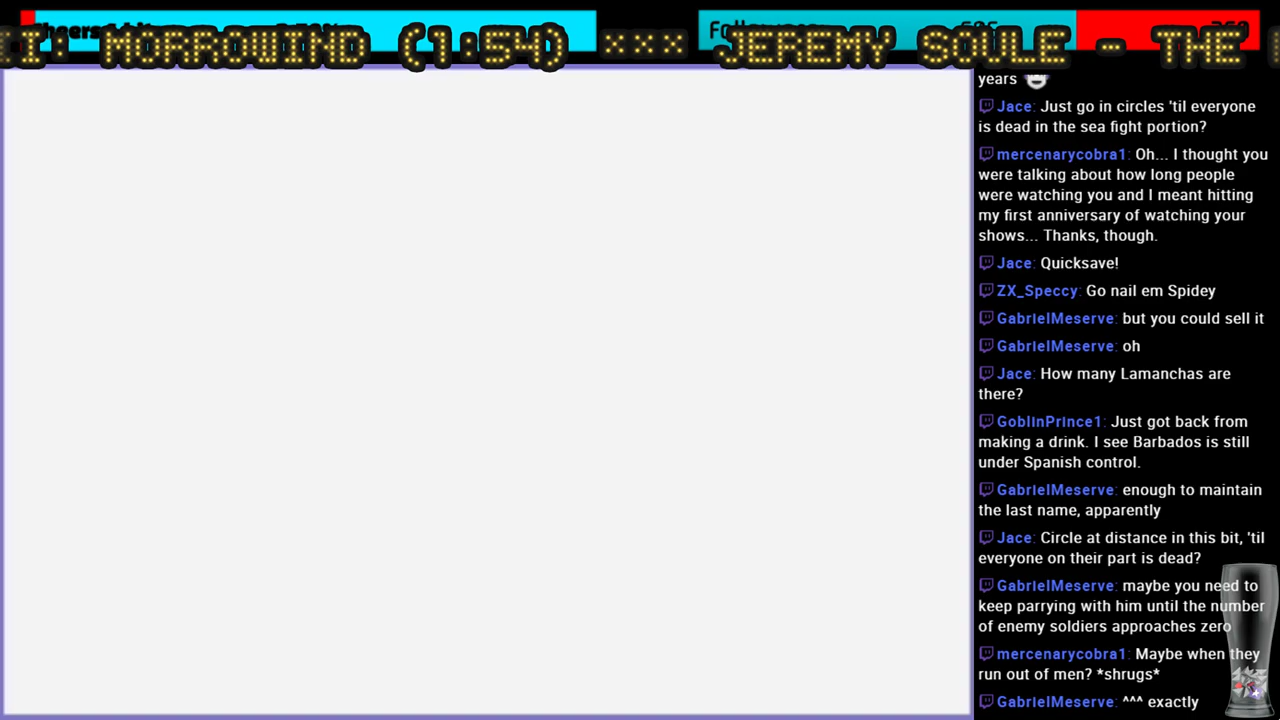 MORROWIND (1:54) ××× JEREMY SOULE - THE
years
Jace: Just go in circles 'til everyone
is dead in the sea fight portion?
mercenarycobra1: Oh... I thought you
were talking about how long people
were watching you and I meant hitting
my first anniversary of watching your
shows... Thanks, though.
Jace: Quicksave!
ZX_Speccy: Go nail em Spidey
GabrielMeserve: but you could sell it
GabrielMeserve: oh
Jace: How many Lamanchas are
there?
GoblinPrince1: Just got back from
making a drink. I see Barbados is still
under Spanish control.
GabrielMeserve: enough to maintain
the last name, apparently
Jace: Circle at distance in this bit, 'til
everyone on their part is dead?
GabrielMeserve: maybe you need to
keep parrying with him until the number
of enemy soldiers approaches zero
mercenarycobra1: Maybe when they
run out of men? *shrugs*
GabrielMeserve: ^^^ exactly